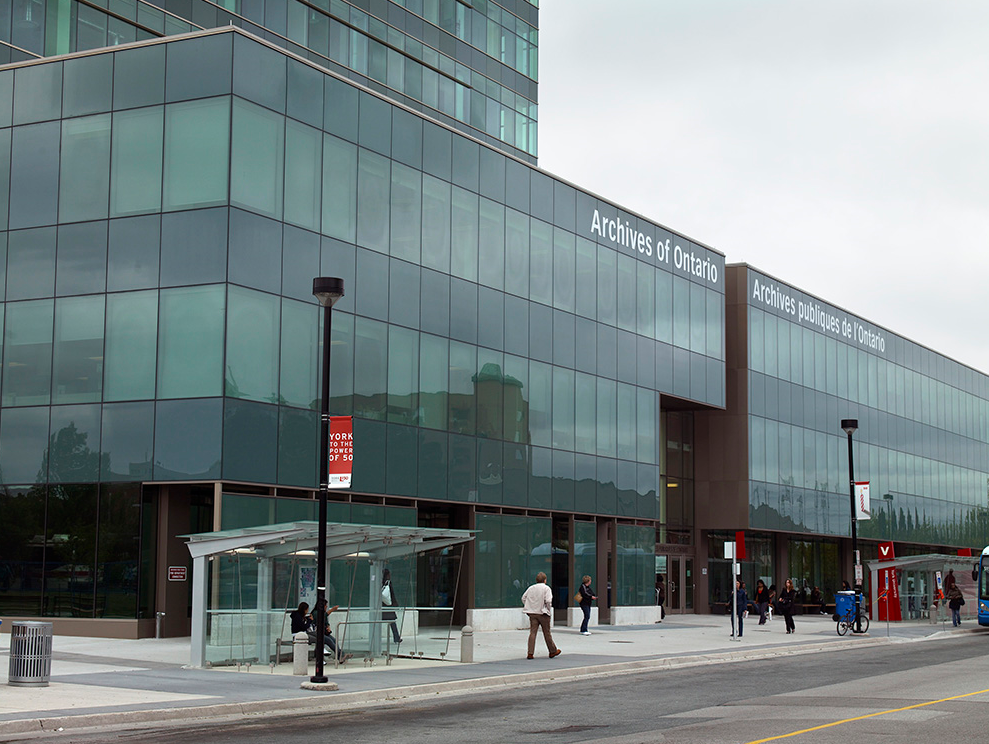 Archives of Ontario
Archives publiques de l'Ontario
YORK
TO THE
POWER
OF 50